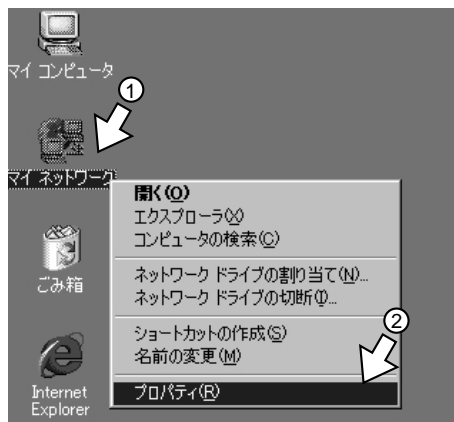 マイ コンピュータ
①
マイ ネットワーク
開く(O)
エクスプローラ(X)
コンピュータの検索(C)
ごみ箱
ネットワーク ドライブの割り当て(N)...
ネットワーク ドライブの切断(I)...
ショートカットの作成(S)
②
名前の変更(M)
プロパティ(R)
Internet
Explorer